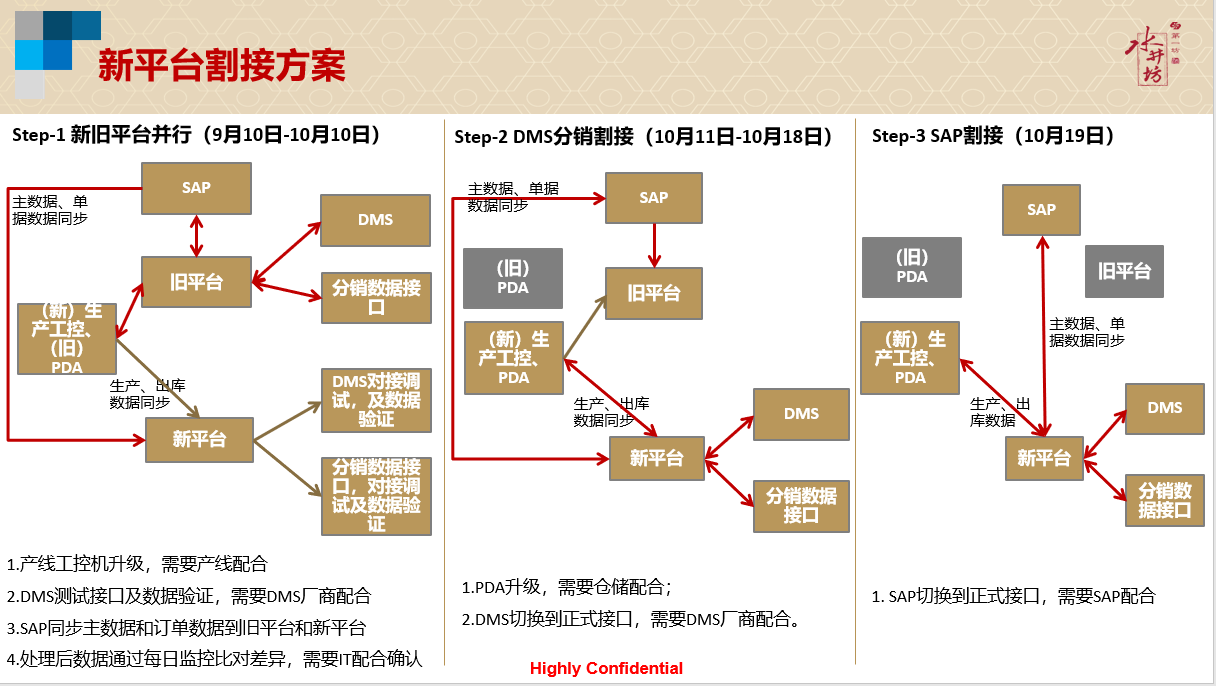 新平台割接方案
水井坊
第一坊
Step-1 新旧平台并行（9月10日-10月10日）
SAP
主数据、单
据数据同步
DMS
旧平台
分销数据接
口
（新）生
产工控、
（旧）
PDA
生产、出库
数据同步
DMS对接调
试，及数据
验证
新平台
分销数据接
口，对接调
试及数据验
证
1.产线工控机升级，需要产线配合
2.DMS测试接口及数据验证，需要DMS厂商配合
3.SAP同步主数据和订单数据到旧平台和新平台
4.处理后数据通过每日监控比对差异，需要IT配合确认
Step-2 DMS分销割接（10月11日-10月18日）
主数据、单据
数据同步
SAP
（旧）
PDA
旧平台
（新）生
产工控、
PDA
生产、出库
数据同步
DMS
新平台
分销数据
接口
1.PDA升级，需要仓储配合；
2.DMS切换到正式接口，需要DMS厂商配合。
Step-3 SAP割接（10月19日）
SAP
（旧）
PDA
旧平台
主数据、单
据数据同步
（新）生
产工控、
PDA
生产、出
库数据
DMS
新平台
分销数
据接口
1. SAP切换到正式接口，需要SAP配合
Highly Confidential